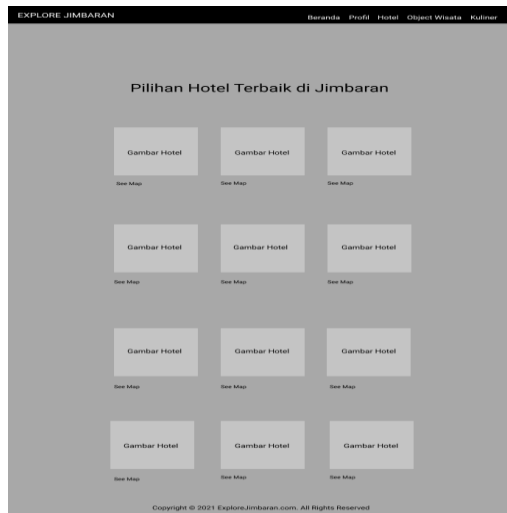 EXPLORE JIMBARAN Beranda Profil Hotel Object Wisata Kuliner
Pilihan Hotel Terbaik di Jimbaran
Gambar Hotel Gambar Hotel Gambar Hotel
See Map See Map See Map
Gambar Hotel Gambar Hotel Gambar Hotel
See Map See Map See Map
Gambar Hotel Gambar Hotel Gambar Hotel
See Map See Map See Map
Gambar Hotel Gambar Hotel Gambar Hotel
See Map See Map See Map
Copyright © 2021 ExploreJimbaran.com. All Rights Reserved